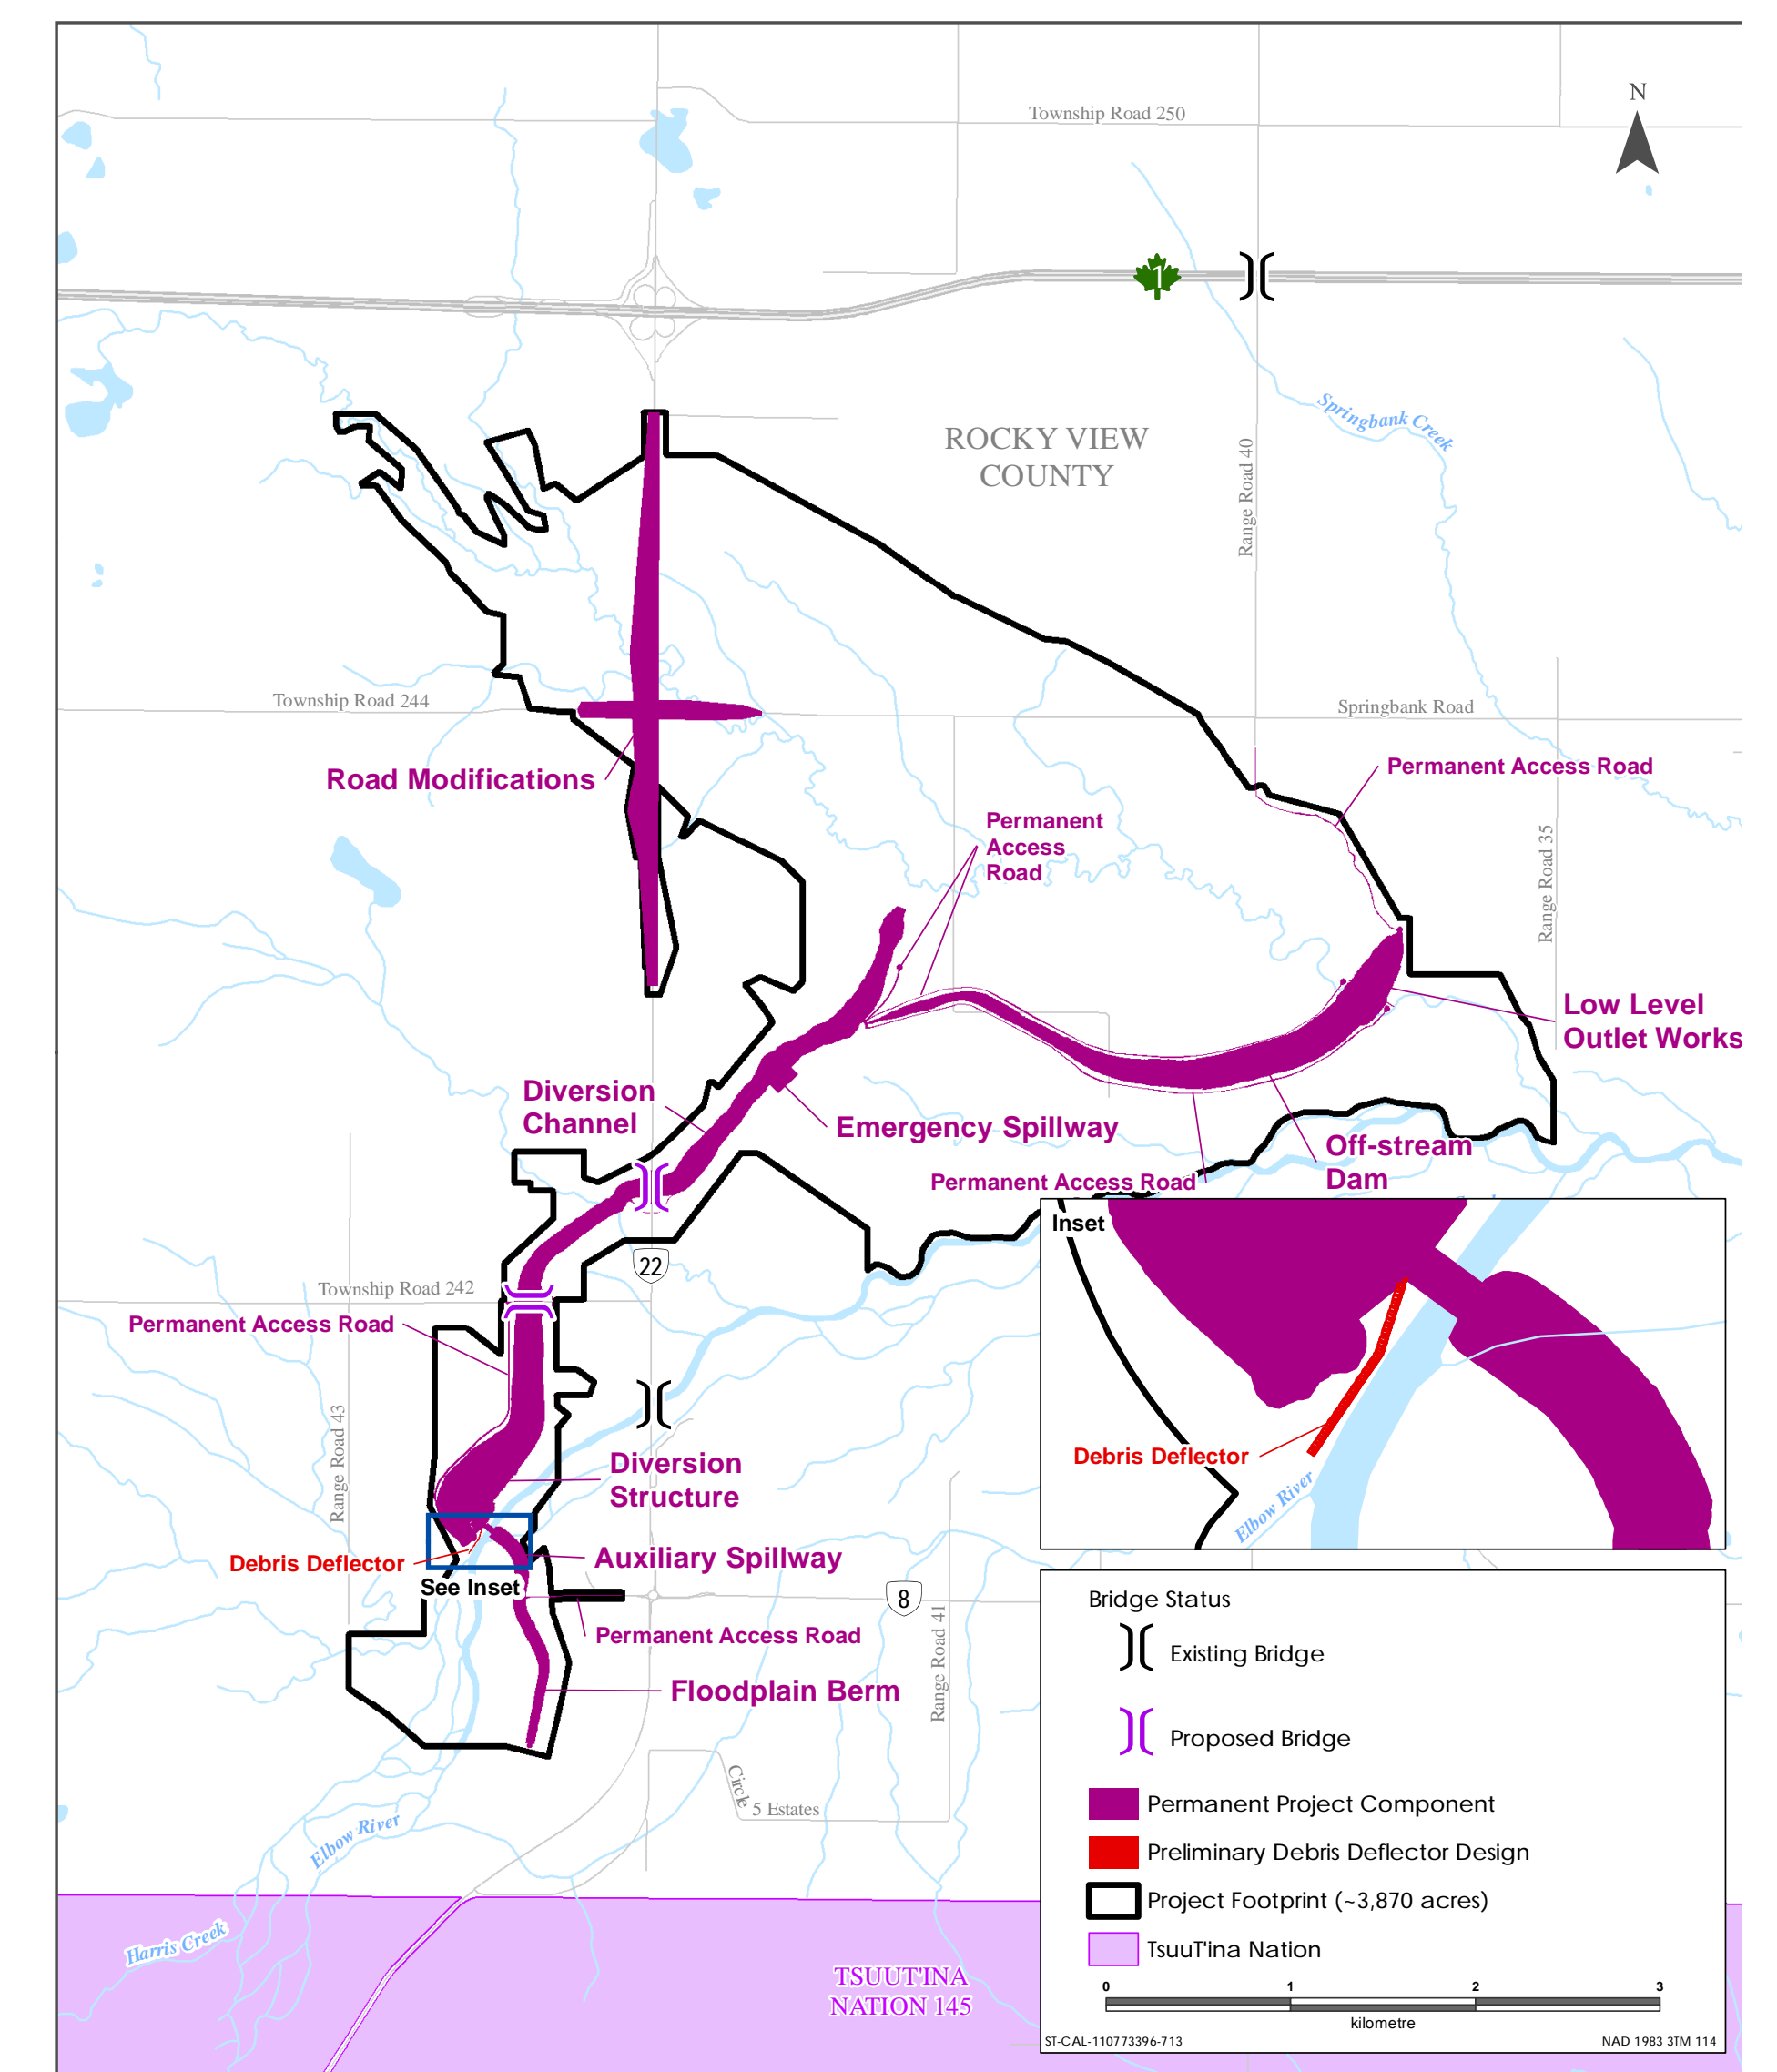 Township Road 250
N
1
Springbank Creek
ROCKY VIEW
COUNTY
Range Road 40
Township Road 244
Springbank Road
Road Modifications
Permanent Access Road
Permanent
Access
Road
Range Road 35
Low Level
Outlet Works
Diversion
Channel
Emergency Spillway
Off-stream
Dam
Permanent Access Road
Inset
22
Township Road 242
Permanent Access Road
Range Road 43
Debris Deflector
Elbow River
Diversion
Structure
Debris Deflector
Auxiliary Spillway
See Inset
8
Range Road 41
Permanent Access Road
Floodplain Berm
Circle 5 Estates
Elbow River
Harris Creek
TSUUT'INA
NATION 145
Bridge Status
Existing Bridge
Proposed Bridge
Permanent Project Component
Preliminary Debris Deflector Design
Project Footprint (~3,870 acres)
TsuuT'ina Nation
0 1 2 3
kilometre
ST-CAL-110773396-713 NAD 1983 3TM 114